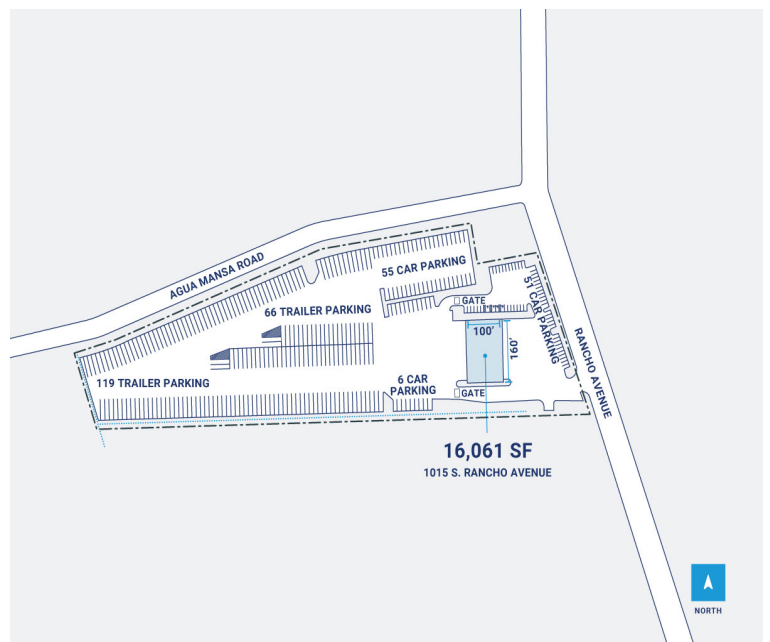 AGUA MANSA ROAD
55 CAR PARKING
66 TRAILER PARKING
GATE
51 CAR PARKING
100'
160'
RANCHO AVENUE
119 TRAILER PARKING
6 CAR
PARKING
GATE
16,061 SF
1015 S. RANCHO AVENUE
NORTH